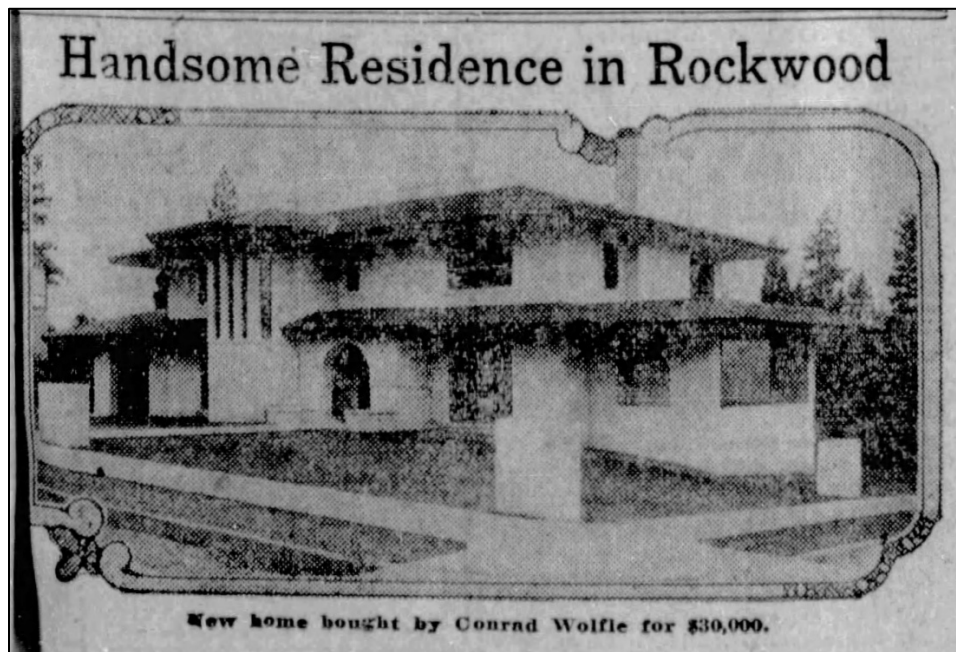 Handsome Residence in Rockwood
New home bought by Conrad Wolfle for $30,000.